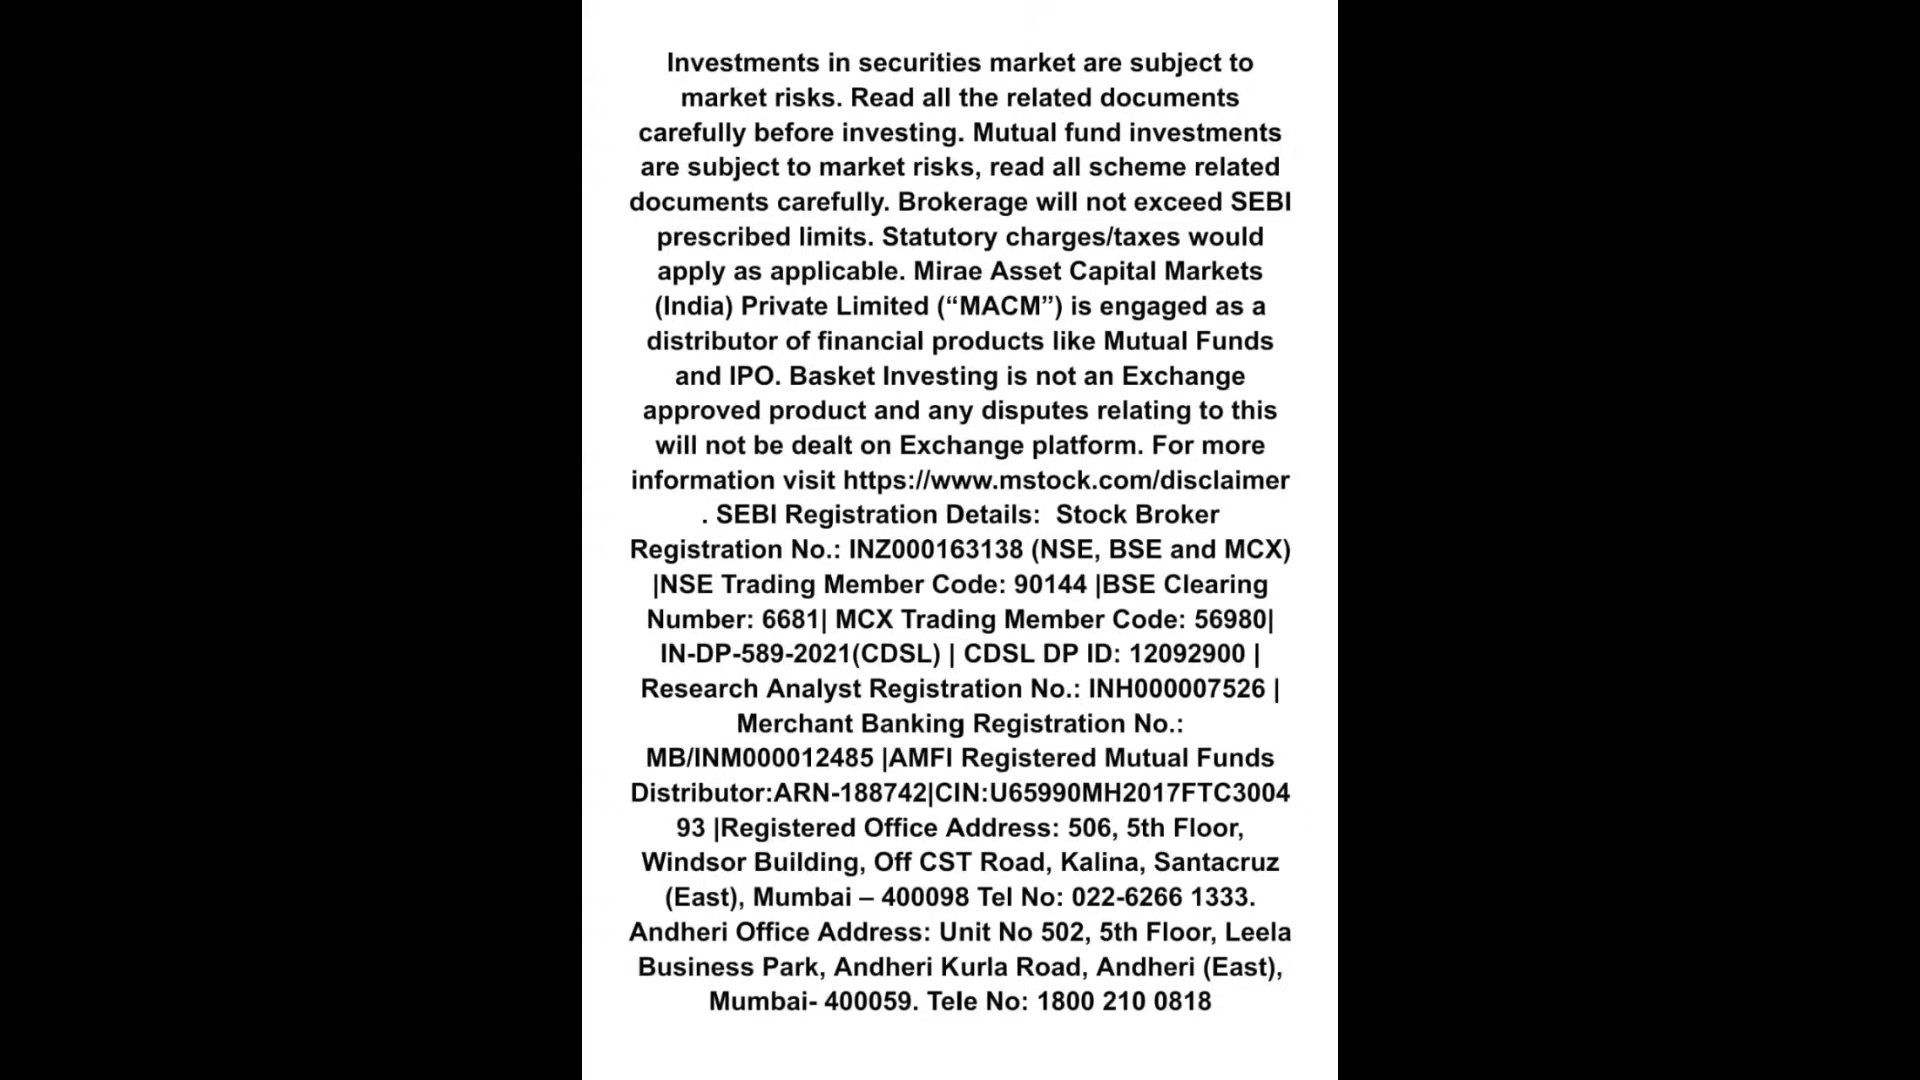 Investments in securities market are subject to
market risks. Read all the related documents
carefully before investing. Mutual fund investments
are subject to market risks, read all scheme related
documents carefully. Brokerage will not exceed SEBI
prescribed limits. Statutory charges/taxes would
apply as applicable. Mirae Asset Capital Markets
(India) Private Limited (“MACM”) is engaged as a
distributor of financial products like Mutual Funds
and IPO. Basket Investing is not an Exchange
approved product and any disputes relating to this
will not be dealt on Exchange platform. For more
information visit https://www.mstock.com/disclaimer
. SEBI Registration Details:  Stock Broker
Registration No.: INZ000163138 (NSE, BSE and MCX)
|NSE Trading Member Code: 90144 |BSE Clearing
Number: 6681| MCX Trading Member Code: 56980|
IN-DP-589-2021(CDSL) | CDSL DP ID: 12092900 |
Research Analyst Registration No.: INH000007526 |
Merchant Banking Registration No.:
MB/INM000012485 |AMFI Registered Mutual Funds
Distributor:ARN-188742|CIN:U65990MH2017FTC3004
93 |Registered Office Address: 506, 5th Floor,
Windsor Building, Off CST Road, Kalina, Santacruz
(East), Mumbai – 400098 Tel No: 022-6266 1333.
Andheri Office Address: Unit No 502, 5th Floor, Leela
Business Park, Andheri Kurla Road, Andheri (East),
Mumbai- 400059. Tele No: 1800 210 0818